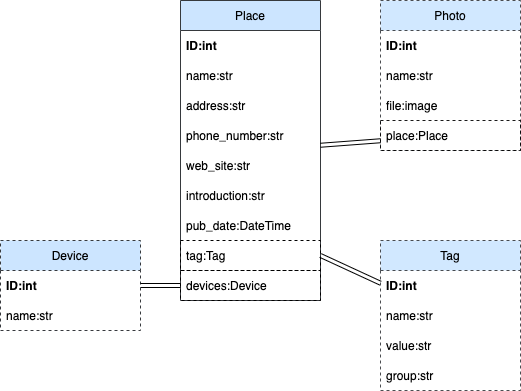 Place
ID:int
name:str
address:str
phone_number:str
web_site:str
introduction:str
pub_date:DateTime
tag:Tag
devices:Device
Photo
ID:int
name:str
file:image
place:Place
Device
ID:int
name:str
Tag
ID:int
name:str
value:str
group:str